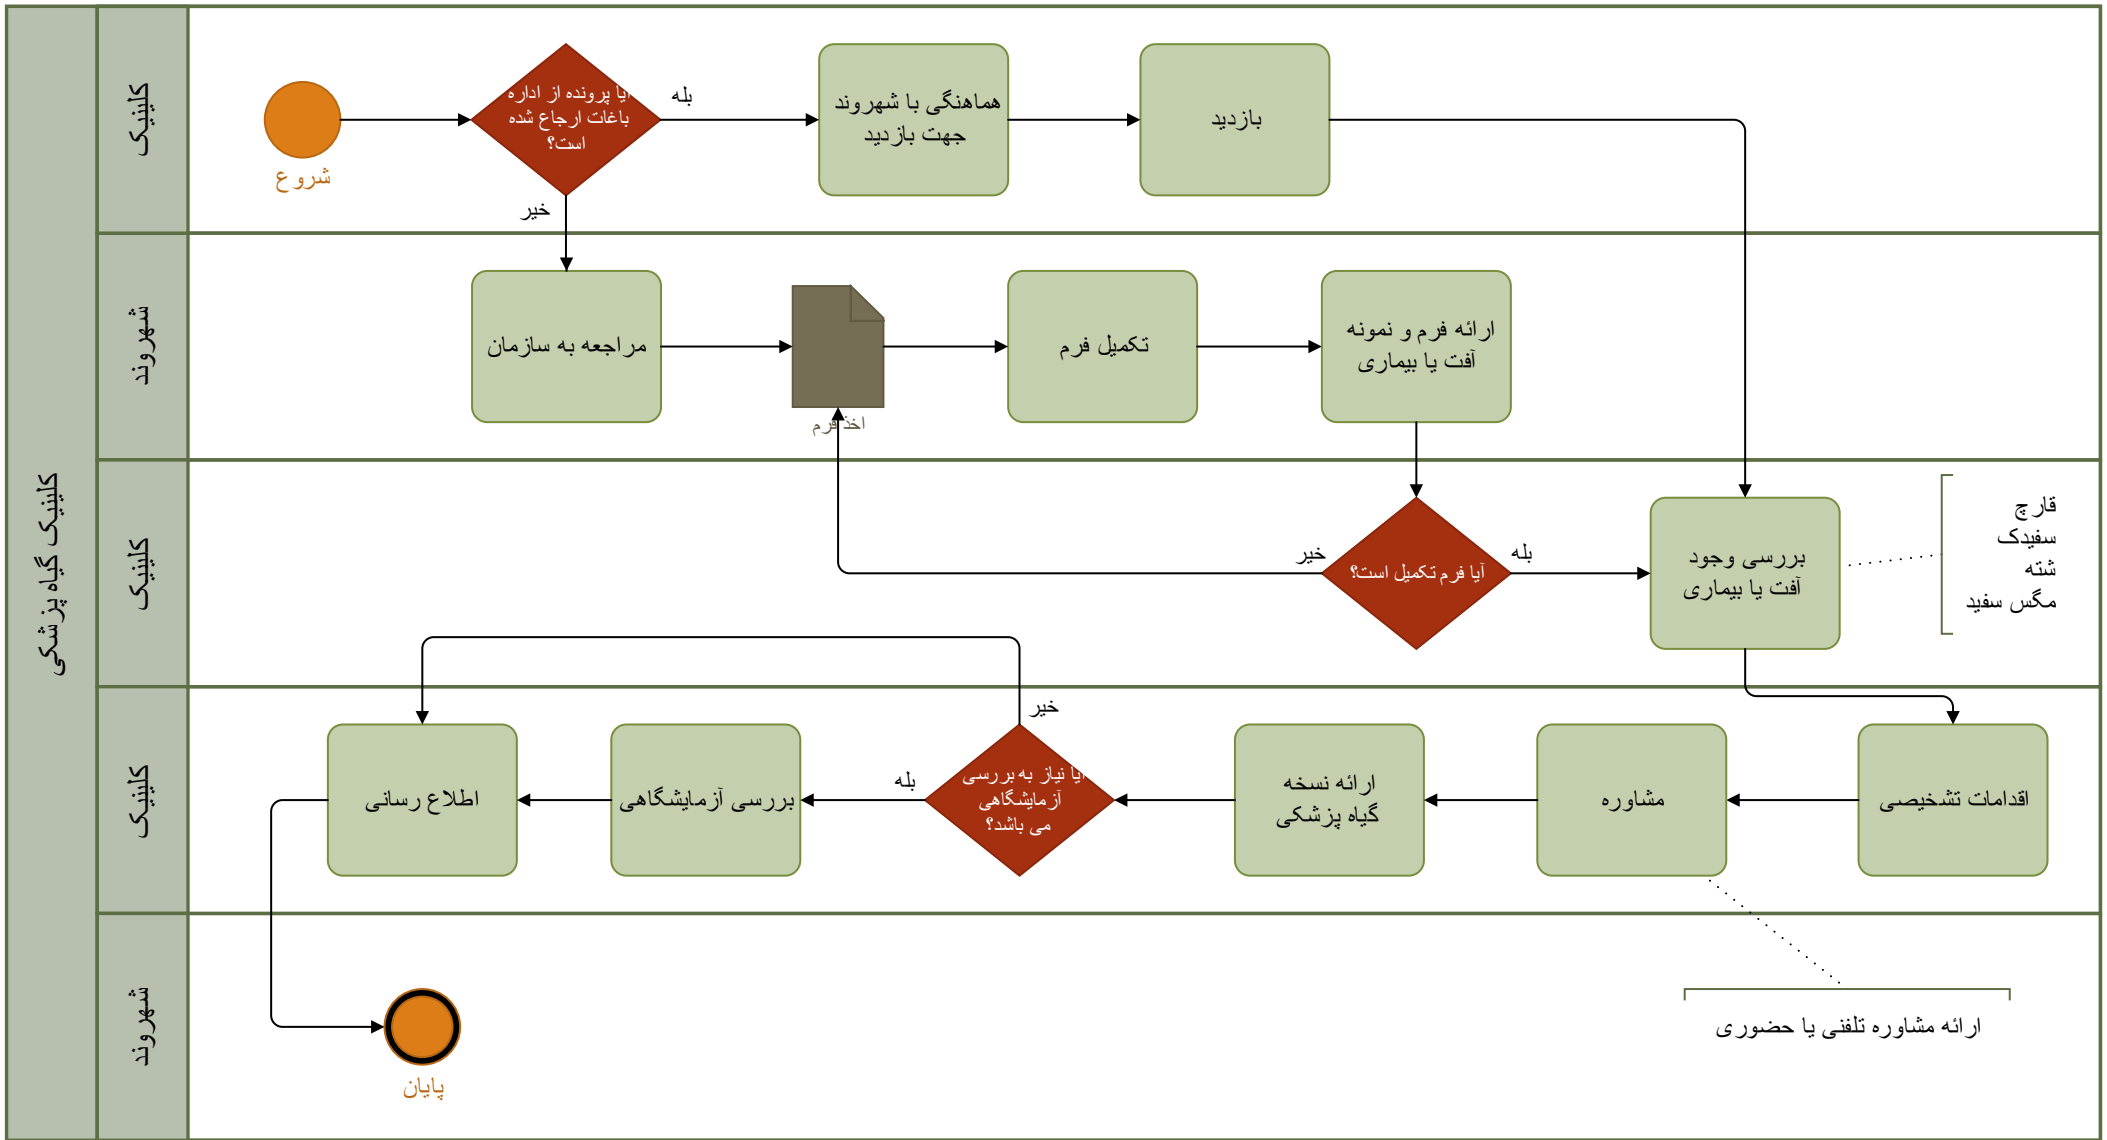 کلینیک گیاه پزشکی
کلینیک
شروع
آیا پرونده از اداره
باغات ارجاع شده
است؟
بله
خیر
هماهنگی با شهروند
جهت بازدید
بازدید
شهروند
مراجعه به سازمان
اخذ فرم
تکمیل فرم
ارائه فرم و نمونه
آفت یا بیماری
کلینیک
آیا فرم تکمیل است؟
خیر
بله
بررسی وجود
آفت یا بیماری
قارچ
سفیدک
شته
مگس سفید
کلینیک
اقدامات تشخیصی
مشاوره
ارائه نسخه
گیاه پزشکی
آیا نیاز به بررسی
آزمایشگاهی
می باشد؟
خیر
بله
بررسی آزمایشگاهی
اطلاع رسانی
شهروند
پایان
ارائه مشاوره تلفنی یا حضوری